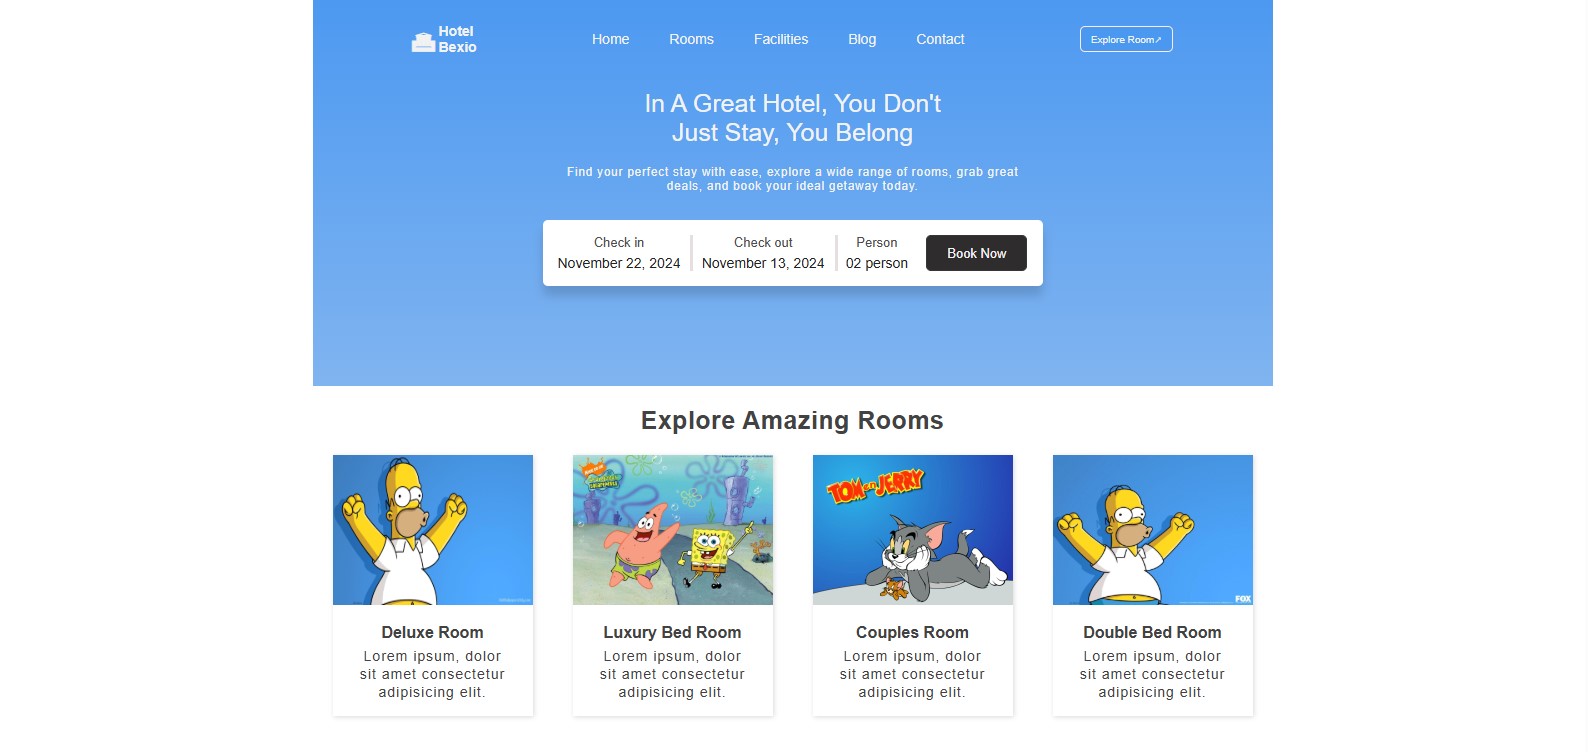 Hotel
Bexio
Home Rooms Facilities Blog Contact
Explore Room↗
In A Great Hotel, You Don't
Just Stay, You Belong
Find your perfect stay with ease, explore a wide range of rooms, grab great
deals, and book your ideal getaway today.
Check in Check out Person
November 22, 2024 November 13, 2024 02 person
Book Now
Explore Amazing Rooms
TOM en JERRY
FOX
Deluxe Room
Lorem ipsum, dolor
sit amet consectetur
adipisicing elit.
Luxury Bed Room
Lorem ipsum, dolor
sit amet consectetur
adipisicing elit.
Couples Room
Lorem ipsum, dolor
sit amet consectetur
adipisicing elit.
Double Bed Room
Lorem ipsum, dolor
sit amet consectetur
adipisicing elit.